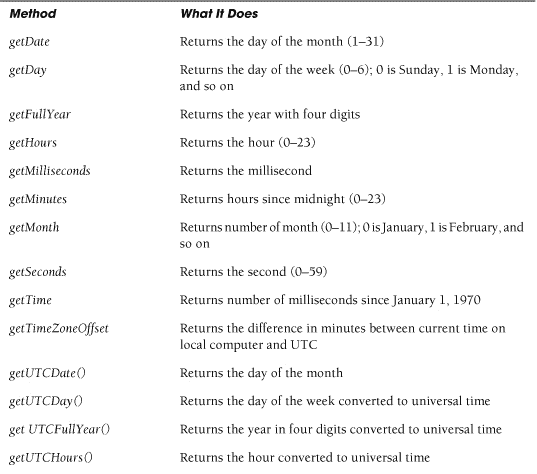 Method What It Does
getDate Returns the day of the month (1–31)
getDay Returns the day of the week (0–6); 0 is Sunday, 1 is Monday,
and so on
getFullYear Returns the year with four digits
getHours Returns the hour (0–23)
getMilliseconds Returns the millisecond
getMinutes Returns hours since midnight (0–23)
getMonth Returns number of month (0–11); 0 is January, 1 is February, and
so on
getSeconds Returns the second (0–59)
getTime Returns number of milliseconds since January 1, 1970
getTimeZoneOffset Returns the difference in minutes between current time on
local computer and UTC
getUTCDate() Returns the day of the month
getUTCDay() Returns the day of the week converted to universal time
get UTCFullYear() Returns the year in four digits converted to universal time
getUTCHours() Returns the hour converted to universal time